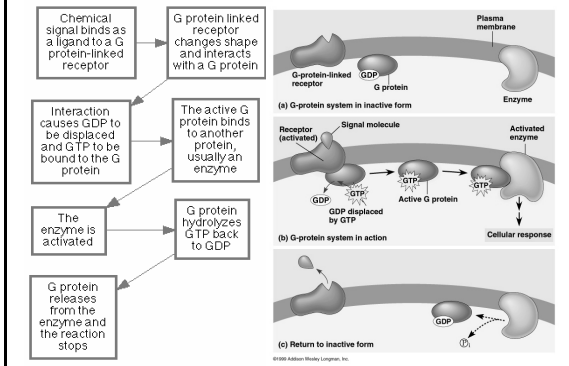 Chemical
signal binds as
a ligand to a G
protein-linked
receptor
G protein linked
receptor
changes shape
and interacts
with a G protein
Interaction
causes GDP to
be displaced
and GTP to be
bound to the G
protein
The active G
protein binds
to another
protein,
usually an
enzyme
The
enzyme is
activated
G protein
hydrolyzes
GTP back
to GDP
G protein
releases
from the
enzyme and
the reaction
stops
Plasma
membrane
G-protein-linked
receptor
GDP
G protein
Enzyme
(a) G-protein system in inactive form
Receptor
(activated)
Signal molecule
Activated
enzyme
GDP
GTP
GDP displaced
by GTP
GTP
Active G protein
GTP
Cellular response
(b) G-protein system in action
GDP
Pi
(c) Return to inactive form
©1999 Addison Wesley Longman, Inc.